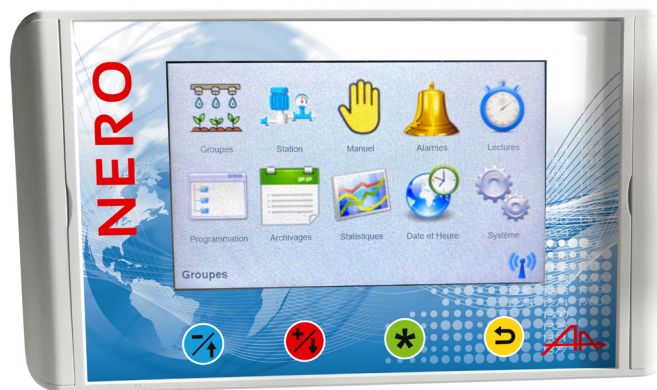 NERO
Groupes Station Manuel Alarmes Lectures
Programmation Archivages Statistiques Date et Heure Système
Groupes
-/↑ +/↓ *